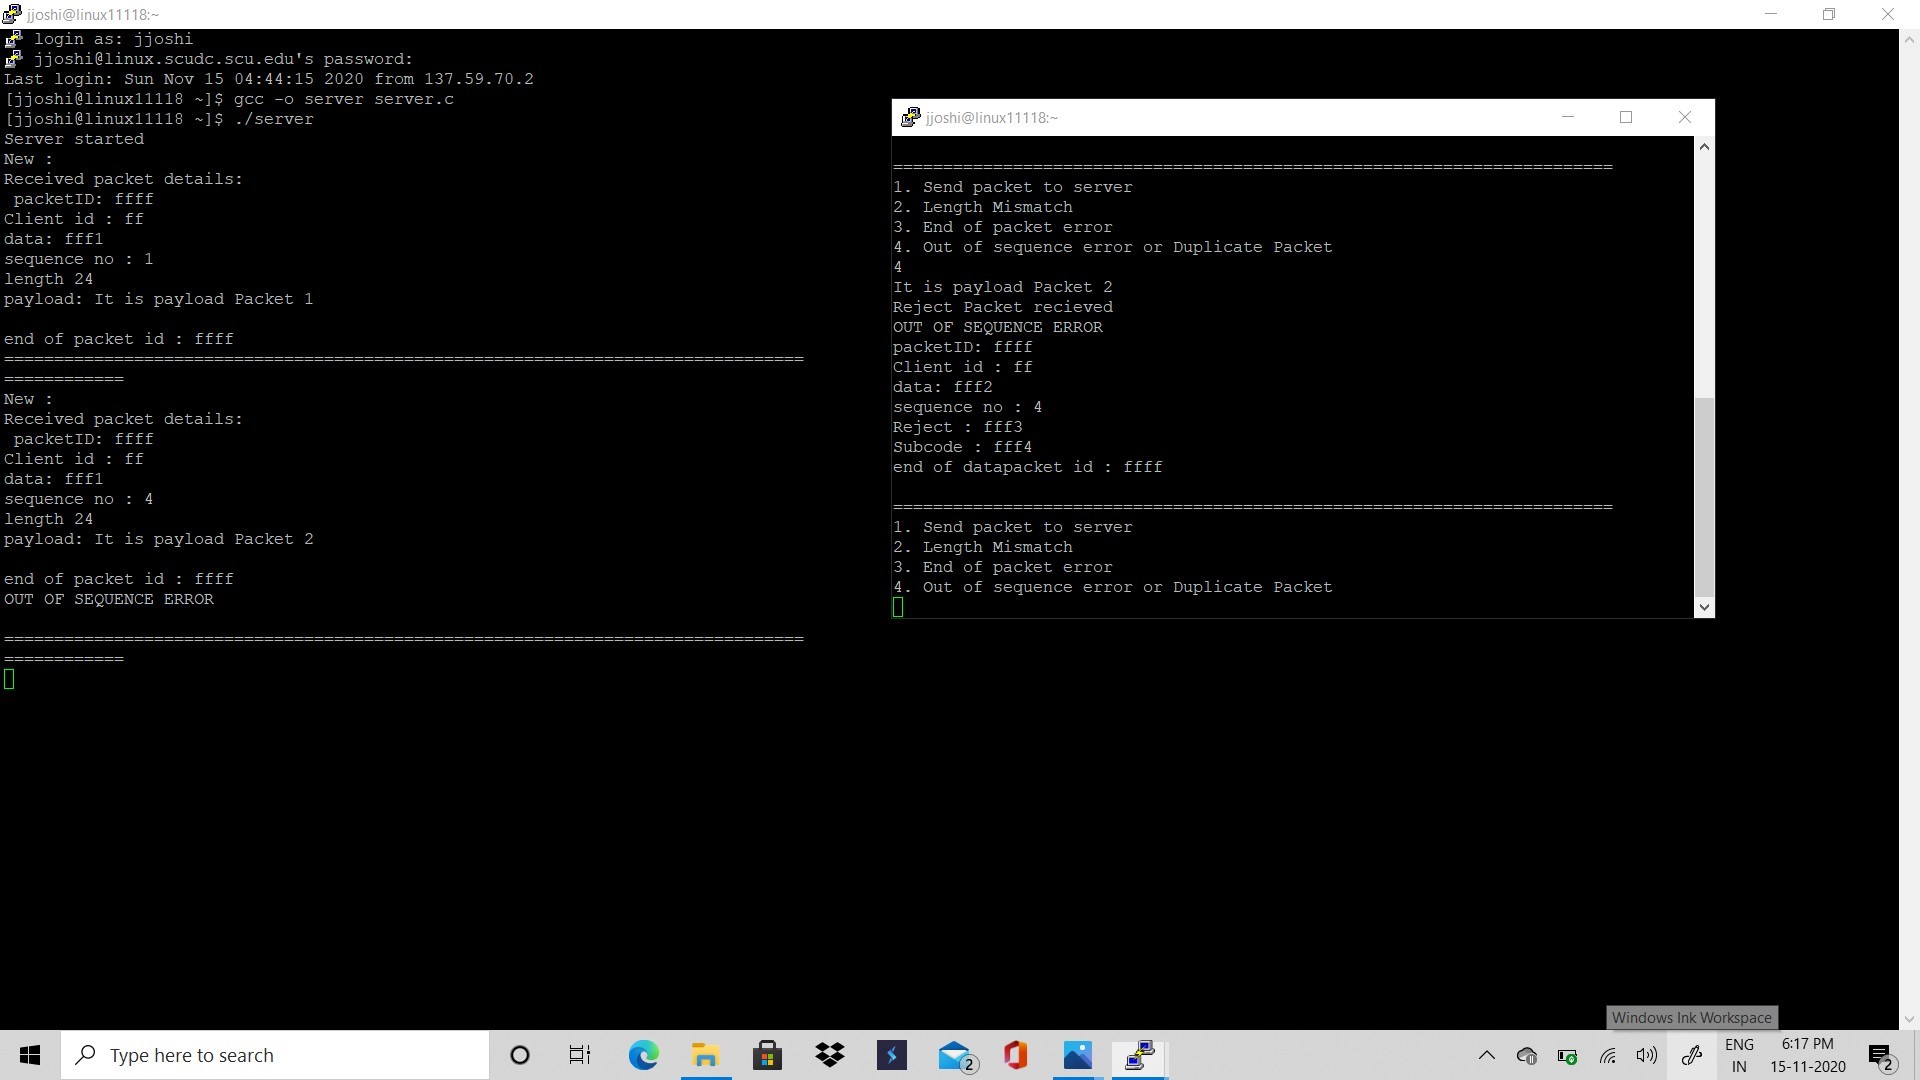 jjoshi@linux11118:~
login as: jjoshi
jjoshi@linux.scudc.scu.edu's password:
Last login: Sun Nov 15 04:44:15 2020 from 137.59.70.2
[jjoshi@linux11118 ~]$ gcc -o server server.c
[jjoshi@linux11118 ~]$ ./server
Server started
New :
Received packet details:
 packetID: ffff
Client id : ff
data: fff1
sequence no : 1
length 24
payload: It is payload Packet 1
end of packet id : ffff
================================================================================
============
New :
Received packet details:
 packetID: ffff
Client id : ff
data: fff1
sequence no : 4
length 24
payload: It is payload Packet 2
end of packet id : ffff
OUT OF SEQUENCE ERROR
================================================================================
============
jjoshi@linux11118:~
========================================================================
1. Send packet to server
2. Length Mismatch
3. End of packet error
4. Out of sequence error or Duplicate Packet
4
It is payload Packet 2
Reject Packet recieved
OUT OF SEQUENCE ERROR
packetID: ffff
Client id : ff
data: fff2
sequence no : 4
Reject : fff3
Subcode : fff4
end of datapacket id : ffff
========================================================================
1. Send packet to server
2. Length Mismatch
3. End of packet error
4. Out of sequence error or Duplicate Packet
Windows Ink Workspace
Type here to search
2
ENG
IN
6:17 PM
15-11-2020
2